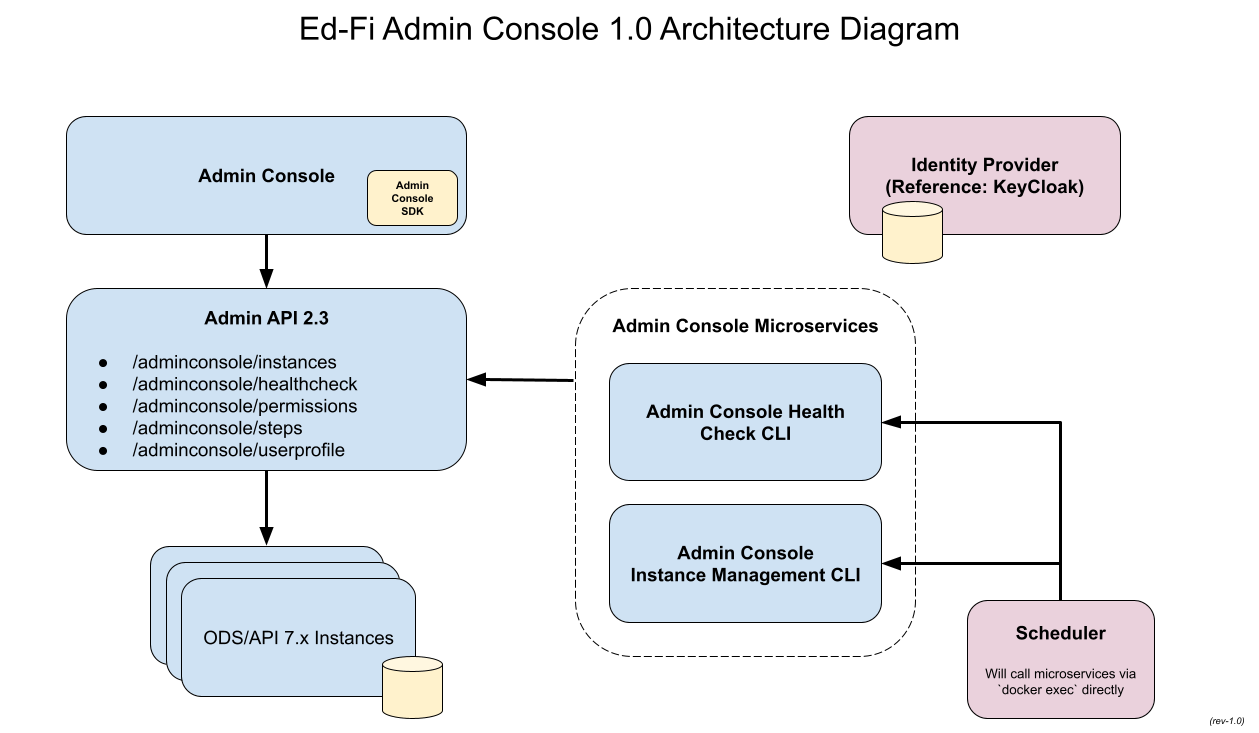 Ed-Fi Admin Console 1.0 Architecture Diagram
Admin Console
Admin
Console
SDK
Identity Provider
(Reference: KeyCloak)
Admin API 2.3
● /adminconsole/instances
● /adminconsole/healthcheck
● /adminconsole/permissions
● /adminconsole/steps
● /adminconsole/userprofile
Admin Console Microservices
Admin Console Health
Check CLI
Admin Console
Instance Management CLI
ODS/API 7.x Instances
Scheduler
Will call microservices via
`docker exec` directly
(rev-1.0)